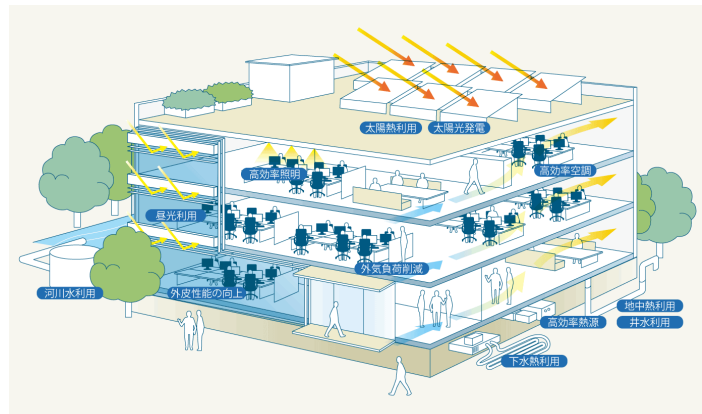 太陽熱利用
太陽光発電
高効率照明
高効率空調
昼光利用
外気負荷削減
河川水利用
外皮性能の向上
地中熱利用
高効率熱源
井水利用
下水熱利用